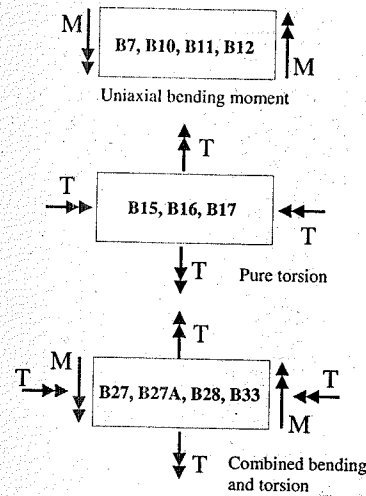 M
B7, B10, B11, B12
M
Uniaxial bending moment
T
T
B15, B16, B17
T
T
Pure torsion
T
M
T
B27, B27A, B28, B33
T
M
T
Combined bending
and torsion